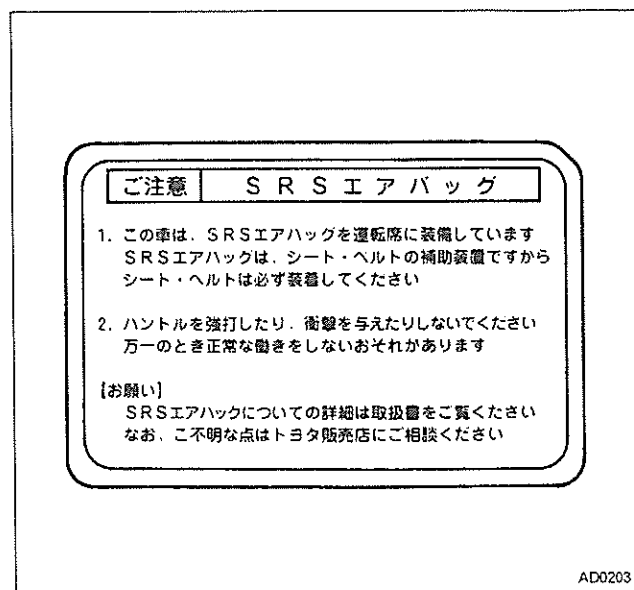 ご注意 SRSエアバッグ
1. この車は、SRSエアバッグを運転席に装備しています
SRSエアバッグは、シート・ベルトの補助装置ですから
シート・ベルトは必ず装着してください
2. ハンドルを強打したり、衝撃を与えたりしないでください
万一のとき正常な働きをしないおそれがあります
[お願い]
SRSエアバッグについての詳細は取扱書をご覧ください
なお、ご不明な点はトヨタ販売店にご相談ください
AD0203